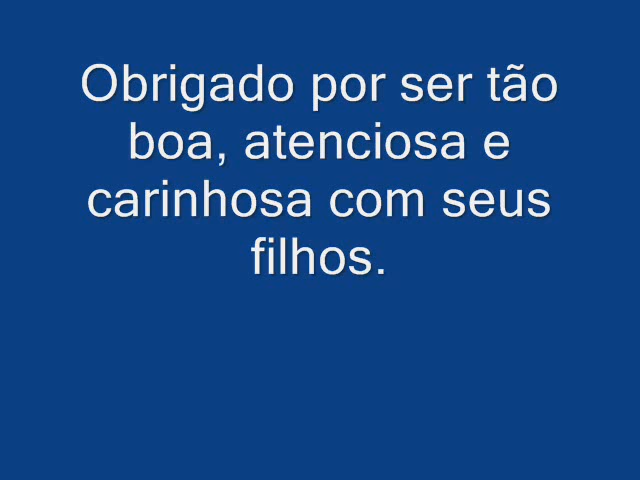 Obrigado por ser tão
boa, atenciosa e
carinhosa com seus
filhos.